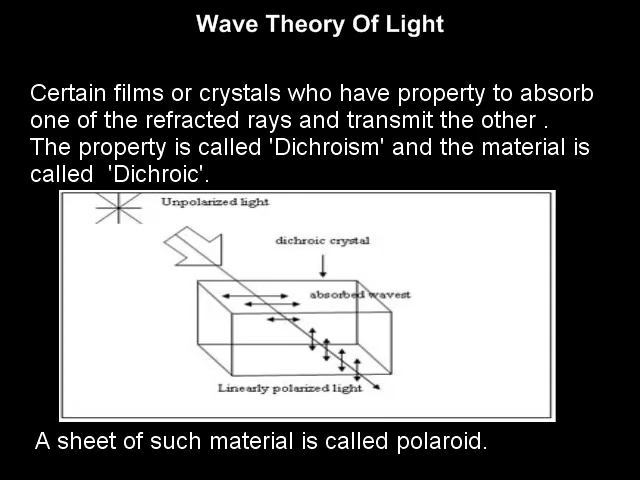 Wave Theory Of Light
Certain films or crystals who have property to absorb
one of the refracted rays and transmit the other .
The property is called 'Dichroism' and the material is
called  'Dichroic'.
Unpolarized light
dichroic crystal
absorbed wavest
Linearly polarized light
A sheet of such material is called polaroid.